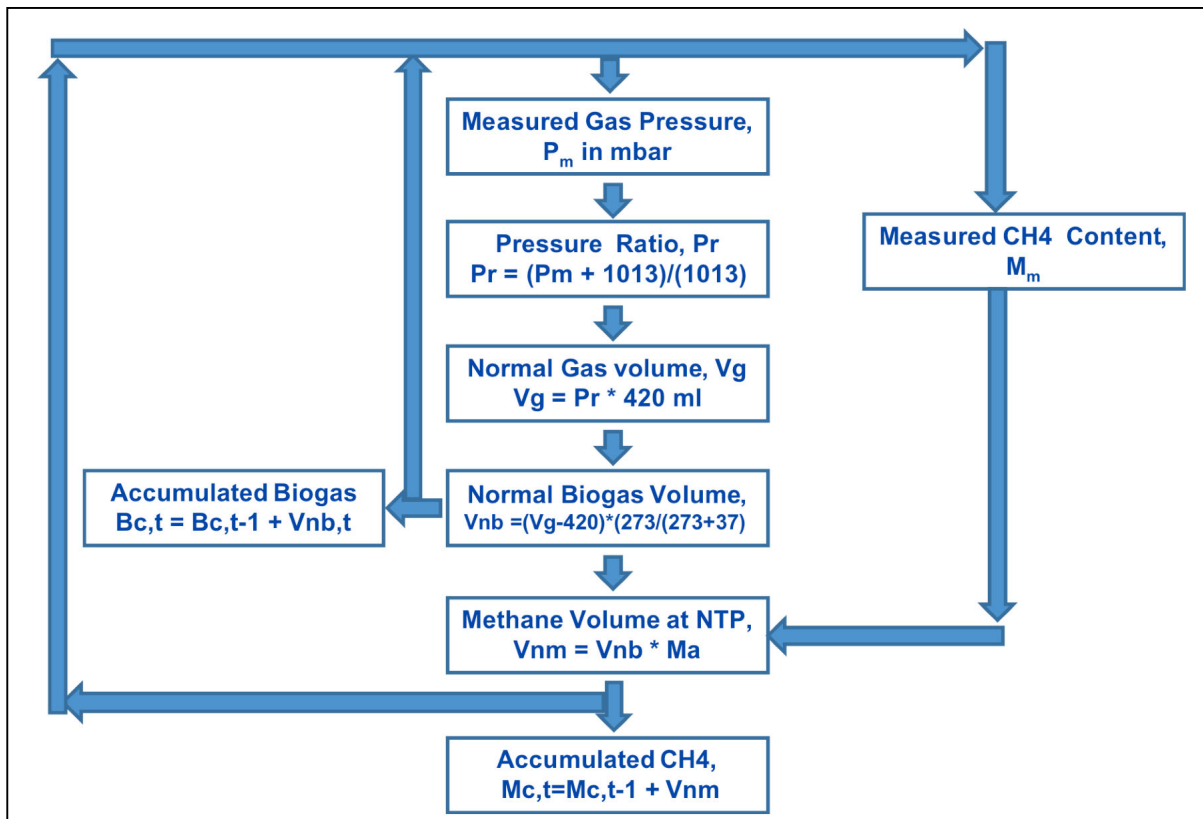 Measured Gas Pressure,
Pm in mbar
Pressure Ratio, Pr
Pr = (Pm + 1013)/(1013)
Measured CH4 Content,
Mm
Normal Gas volume, Vg
Vg = Pr * 420 ml
Accumulated Biogas
Bc,t = Bc,t-1 + Vnb,t
Normal Biogas Volume,
Vnb =(Vg-420)*(273/(273+37)
Methane Volume at NTP,
Vnm = Vnb * Ma
Accumulated CH4,
Mc,t=Mc,t-1 + Vnm